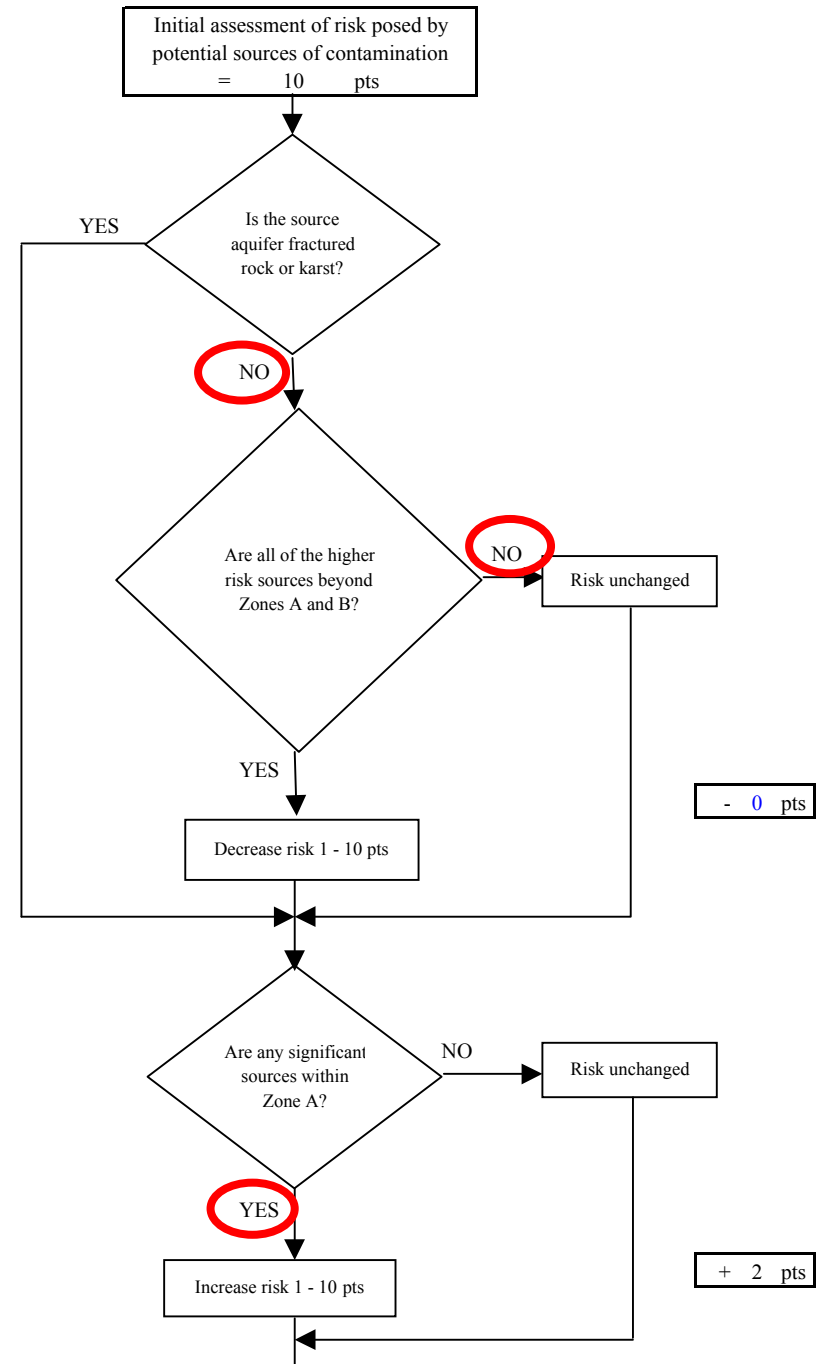 Initial assessment of risk posed by
potential sources of contamination
= 10 pts
YES
Is the source
aquifer fractured
rock or karst?
NO
Are all of the higher
risk sources beyond
Zones A and B?
NO
Risk unchanged
YES
- 0 pts
Decrease risk 1 - 10 pts
Are any significant
sources within
Zone A?
NO
Risk unchanged
YES
Increase risk 1 - 10 pts
+ 2 pts